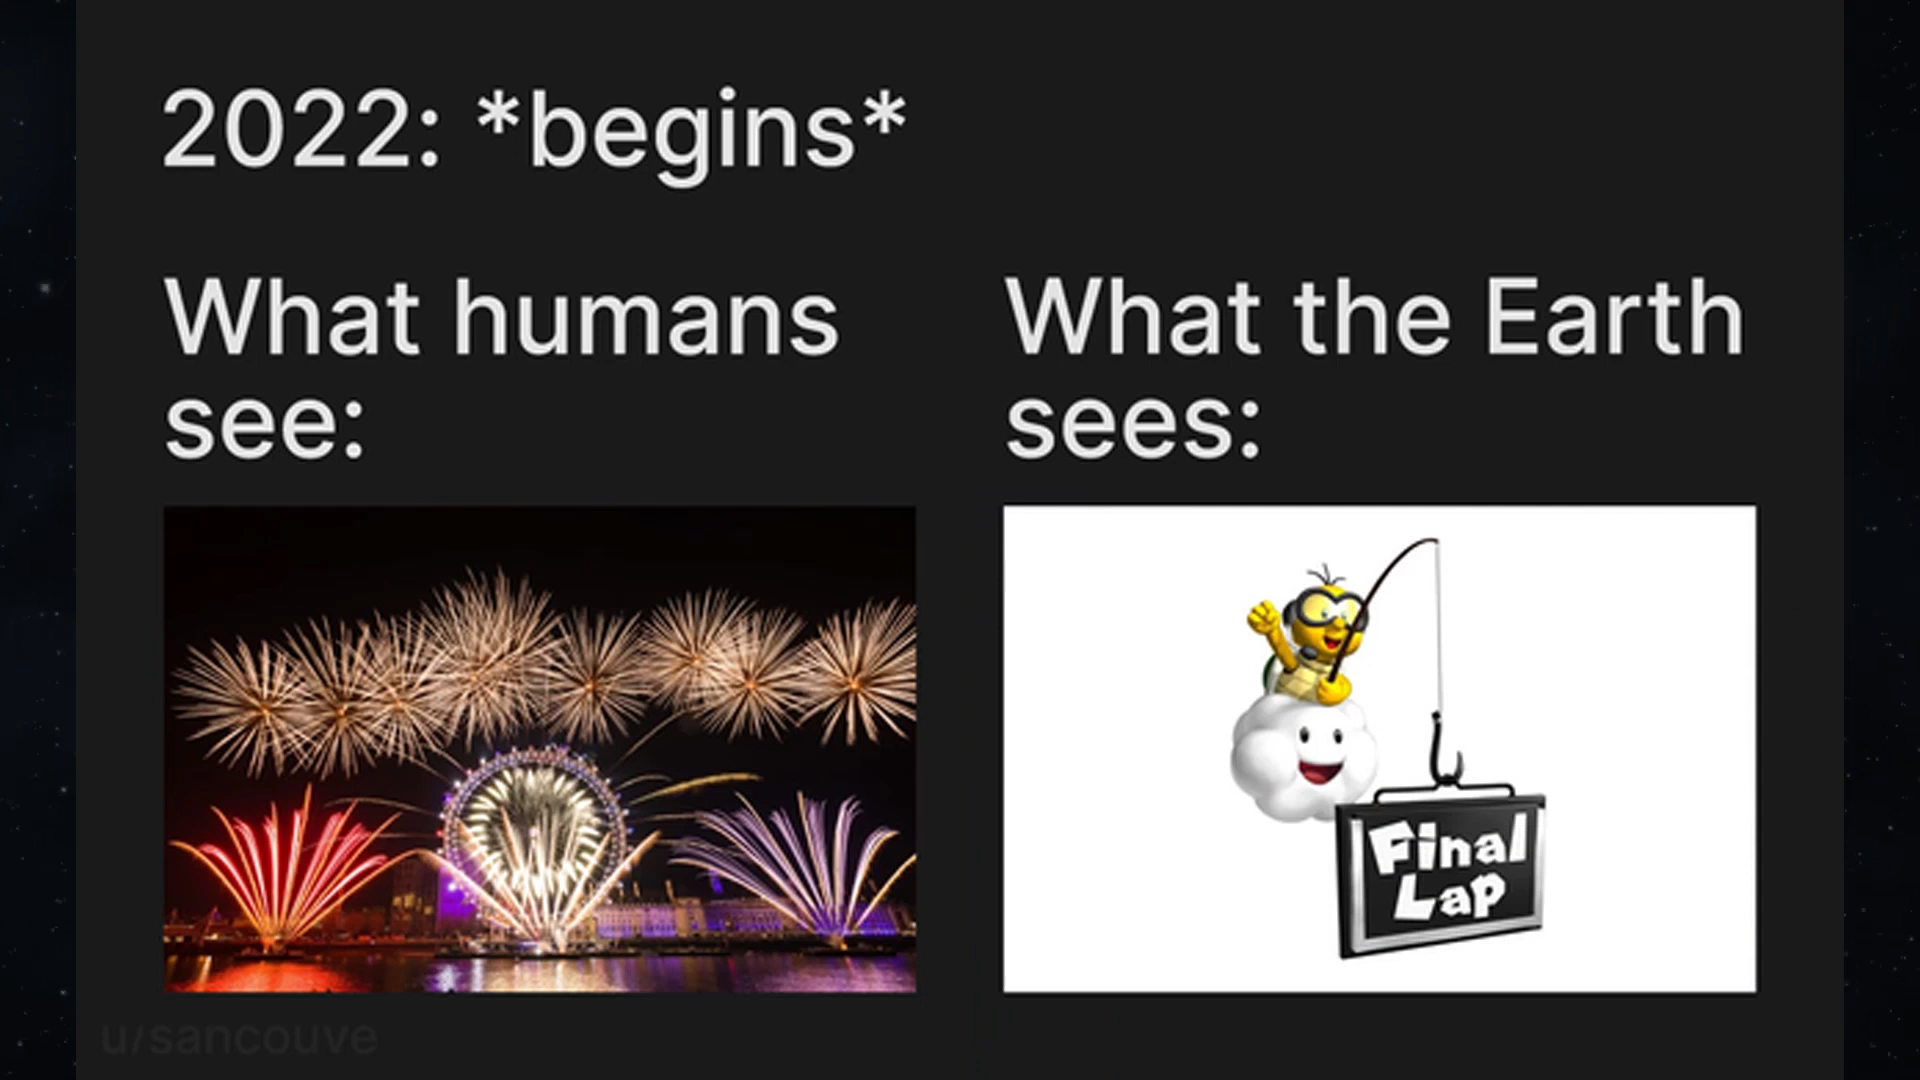 2022: *begins*
What humans
see:
What the Earth
sees:
Final
Lap
u/sancouve